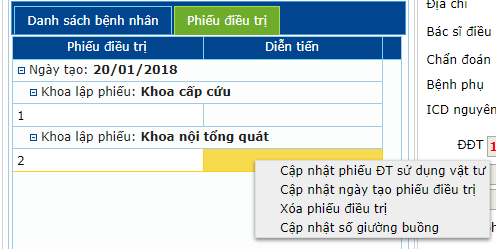 Danh sách bệnh nhân
Phiếu điều trị
Phiếu điều trị
Diễn tiến
Ngày tạo: 20/01/2018
Khoa lập phiếu: Khoa cấp cứu
1
Khoa lập phiếu: Khoa nội tổng quát
2
Cập nhật phiếu ĐT sử dụng vật tư
Cập nhật ngày tạo phiếu điều trị
Xóa phiếu điều trị
Cập nhật số giường buồng
Địa chỉ
Bác sĩ điều
Chẩn đoán
Bệnh phụ
ICD nguyên
ĐĐT 1